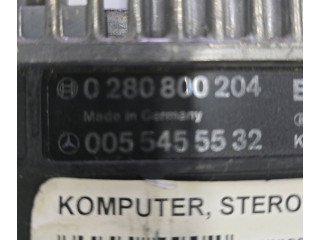 0 280 800 204
Made in Germany
005 545 55 32
KOMPUTER, STERO